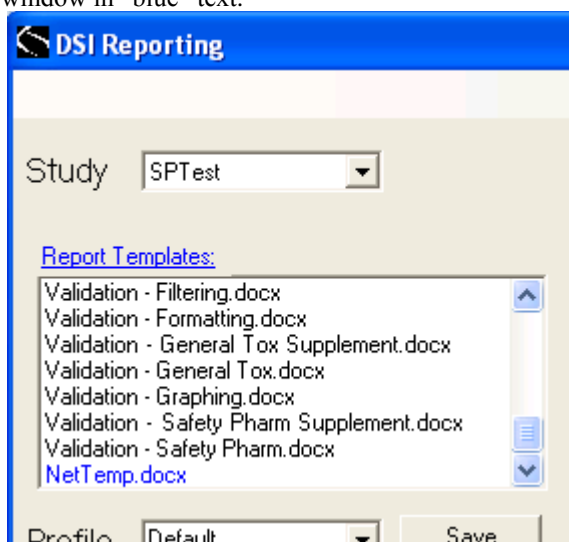 window in "blue" text.
DSI Reporting
Study SPTest
Report Templates:
Validation - Filtering.docx
Validation - Formatting.docx
Validation - General Tox Supplement.docx
Validation - General Tox.docx
Validation - Graphing.docx
Validation - Safety Pharm Supplement.docx
Validation - Safety Pharm.docx
NetTemp.docx
Profile Default Save